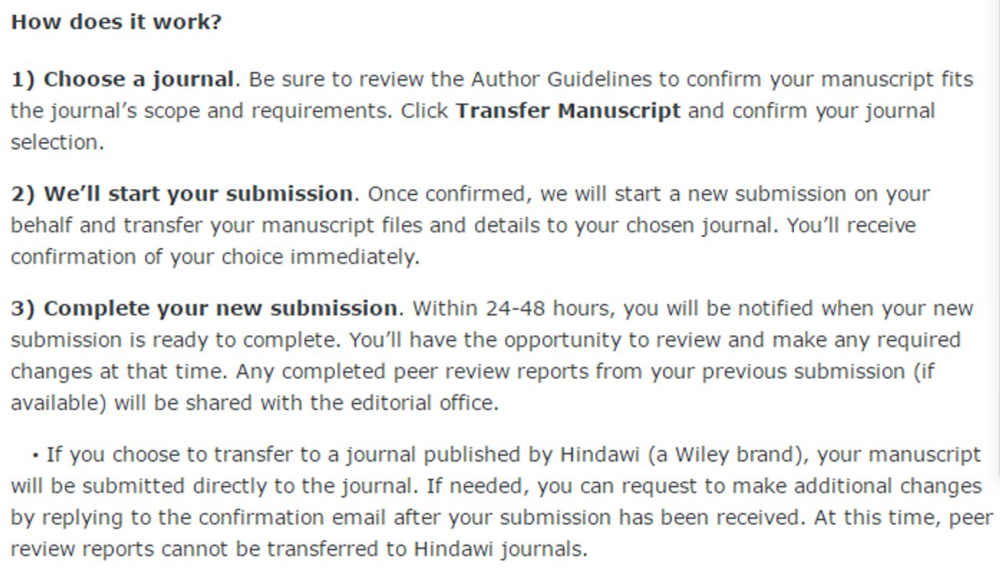 How does it work?
1) Choose a journal. Be sure to review the Author Guidelines to confirm your manuscript fits
the journal’s scope and requirements. Click Transfer Manuscript and confirm your journal
selection.
2) We’ll start your submission. Once confirmed, we will start a new submission on your
behalf and transfer your manuscript files and details to your chosen journal. You’ll receive
confirmation of your choice immediately.
3) Complete your new submission. Within 24-48 hours, you will be notified when your new
submission is ready to complete. You’ll have the opportunity to review and make any required
changes at that time. Any completed peer review reports from your previous submission (if
available) will be shared with the editorial office.
• If you choose to transfer to a journal published by Hindawi (a Wiley brand), your manuscript
will be submitted directly to the journal. If needed, you can request to make additional changes
by replying to the confirmation email after your submission has been received. At this time, peer
review reports cannot be transferred to Hindawi journals.